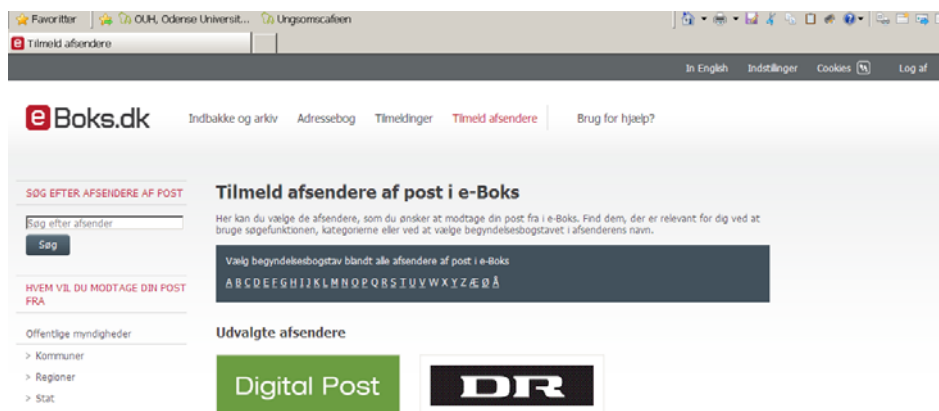 Favoritter
OUH, Odense Universit...
Ungsomscafeen
Tilmeld afsendere
In English Indstillinger Cookies Log af
e Boks.dk
Indbakke og arkiv Adressebog Tilmeldinger Tilmeld afsendere Brug for hjælp?
SØG EFTER AFSENDERE AF POST
Søg efter afsender
Søg
HVEM VIL DU MODTAGE DIN POST
FRA
Offentlige myndigheder
> Kommuner
> Regioner
> Stat
Tilmeld afsendere af post i e-Boks
Her kan du vælge de afsendere, som du ønsker at modtage din post fra i e-Boks. Find dem, der er relevant for dig ved at
bruge søgefunktionen, kategorierne eller ved at vælge begyndelsesbogstavet i afsenderens navn.
Vælg begyndelsesbogstav blandt alle afsendere af post i e-Boks
A B C D E F G H I J K L M N O P Q R S T U V W X Y Z Æ Ø Å
Udvalgte afsendere
Digital Post
DR